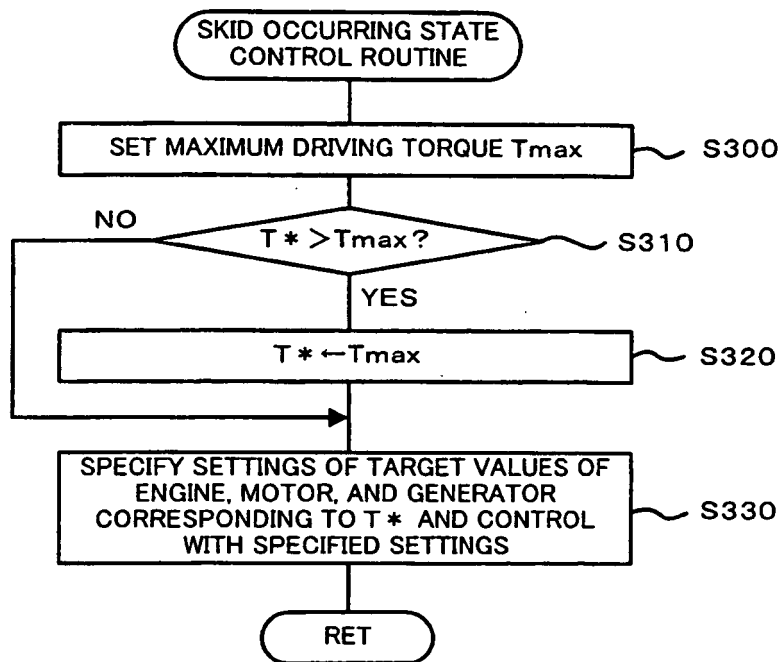 SKID OCCURRING STATE
CONTROL ROUTINE
SET MAXIMUM DRIVING TORQUE Tmax
S300
NO
T* >Tmax?
S310
YES
T*←Tmax
S320
SPECIFY SETTINGS OF TARGET VALUES OF
ENGINE, MOTOR, AND GENERATOR
CORRESPONDING TO T* AND CONTROL
WITH SPECIFIED SETTINGS
S330
RET